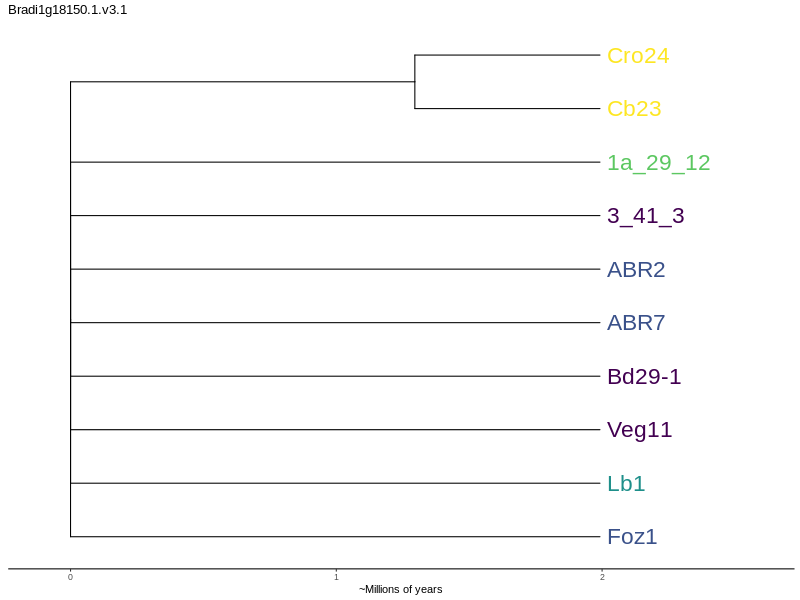 Bradi1g18150.1.v3.1
Cro24
Cb23
1a_29_12
3_41_3
ABR2
ABR7
Bd29-1
Veg11
Lb1
Foz1
0 1 2
~Millions of years